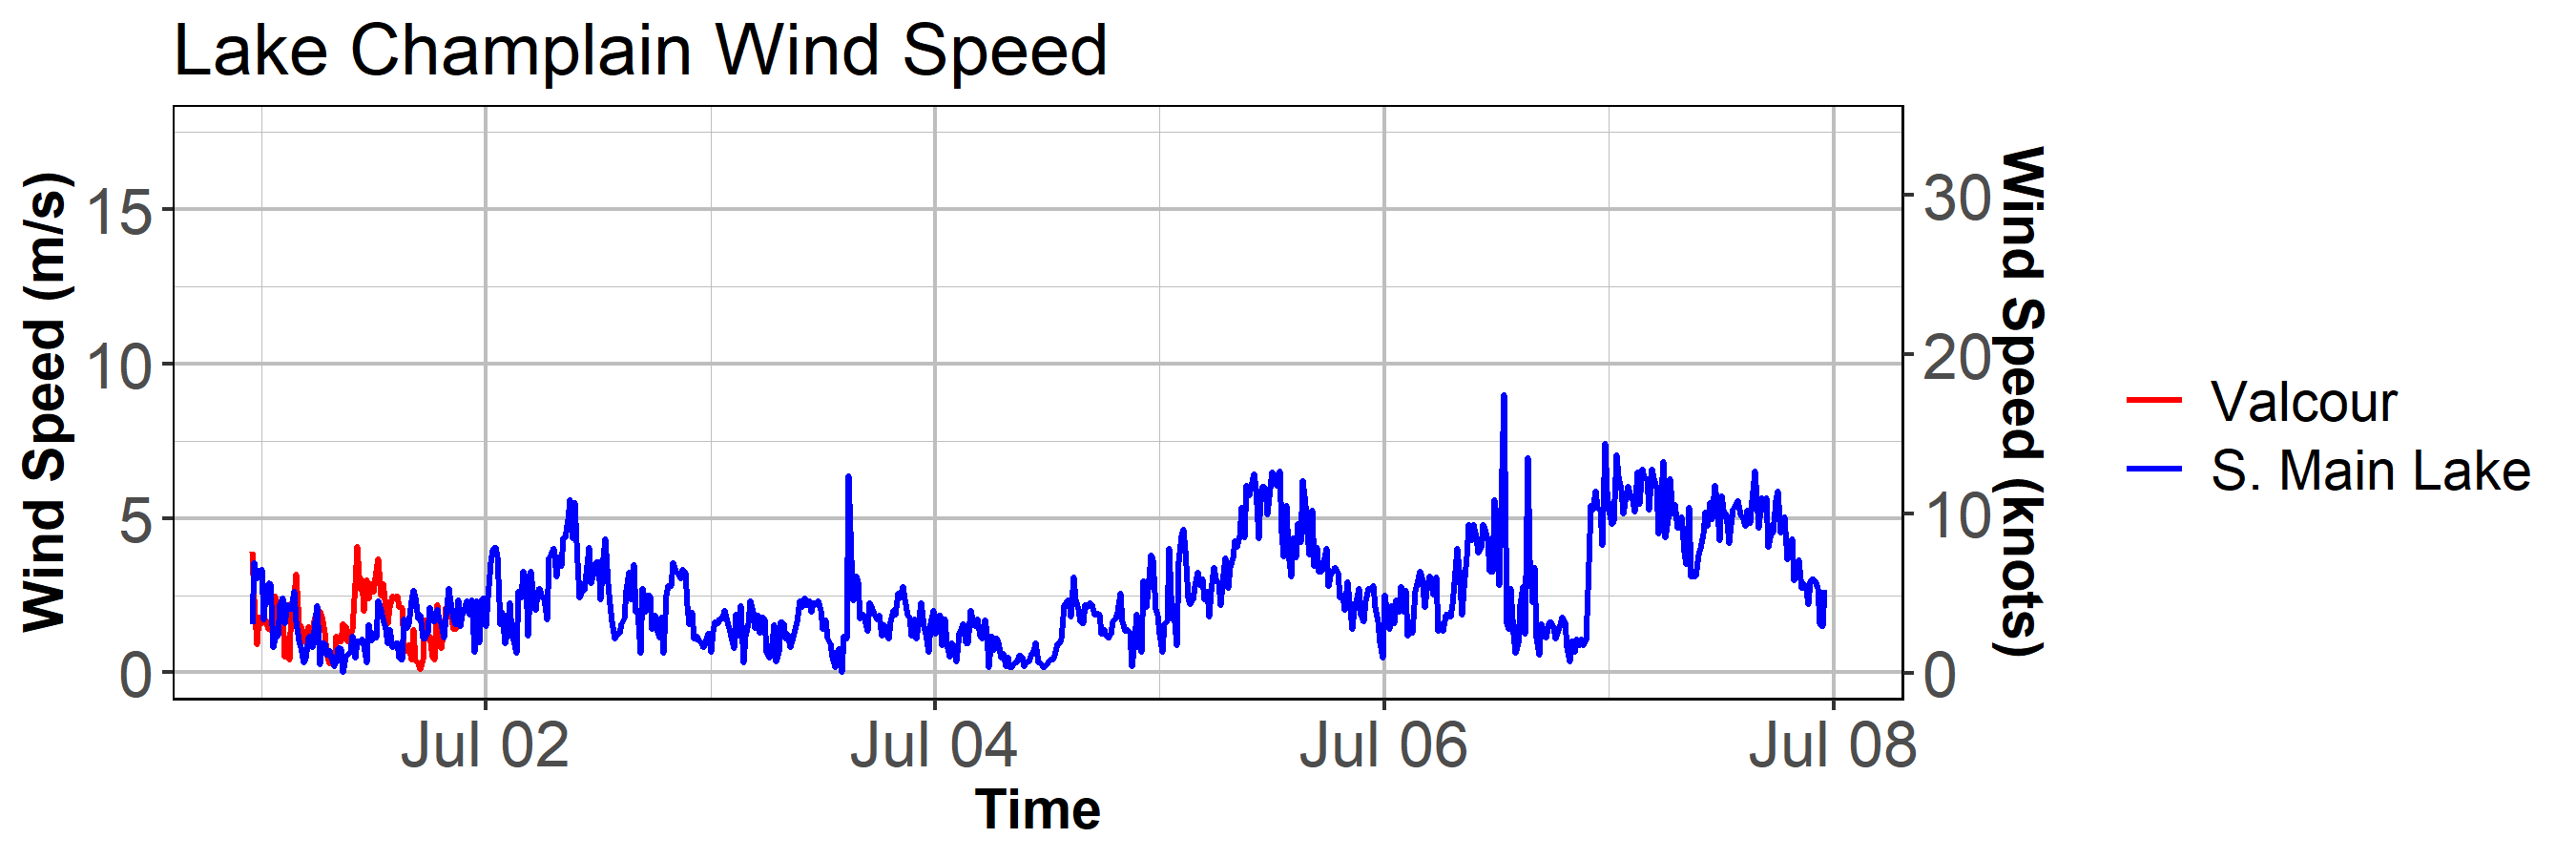 Lake Champlain Wind Speed
Wind Speed (m/s)
15
10
5
0
30
20
10
0
Wind Speed (knots)
Jul 02
Jul 04
Jul 06
Jul 08
Time
Valcour
S. Main Lake